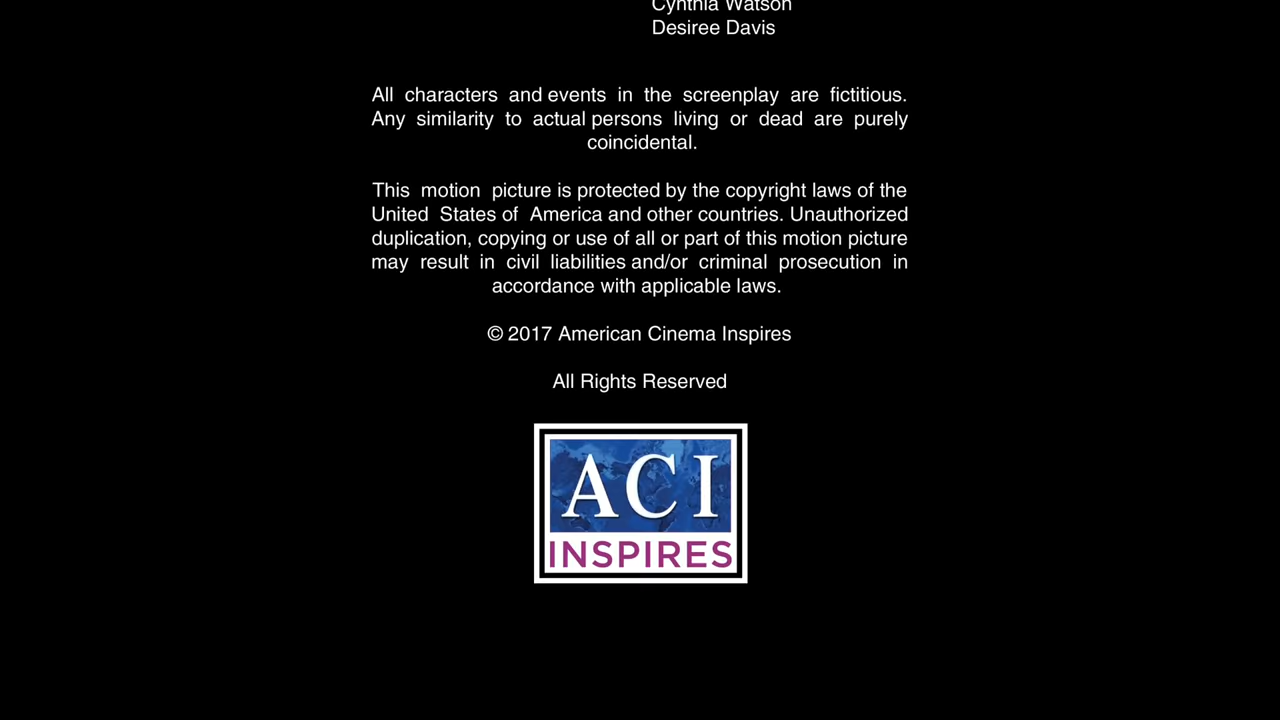 Cynthia Watson
Desiree Davis
All characters and events in the screenplay are fictitious.
Any similarity to actual persons living or dead are purely
coincidental.
This motion picture is protected by the copyright laws of the
United States of America and other countries. Unauthorized
duplication, copying or use of all or part of this motion picture
may result in civil liabilities and/or criminal prosecution in
accordance with applicable laws.
© 2017 American Cinema Inspires
All Rights Reserved
ACI
INSPIRES